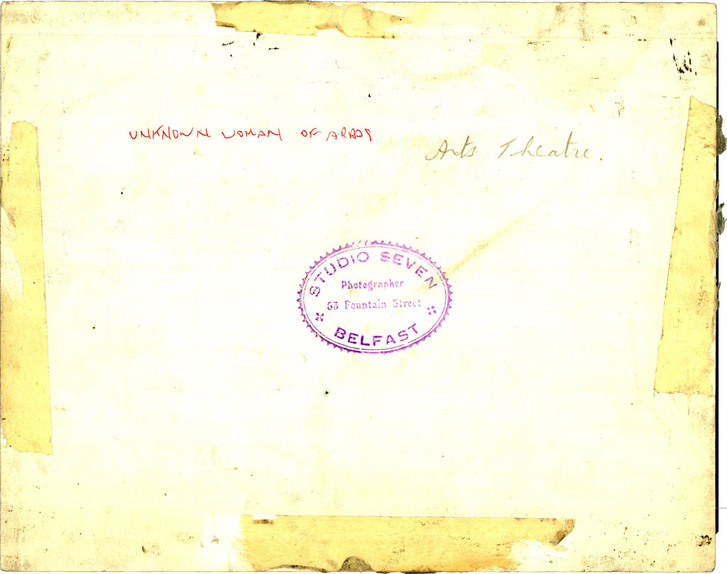 UNKNOWN WOMAN OF ARRAS
Arts Theatre.
STUDIO SEVEN
Photographer
53 Fountain Street
BELFAST